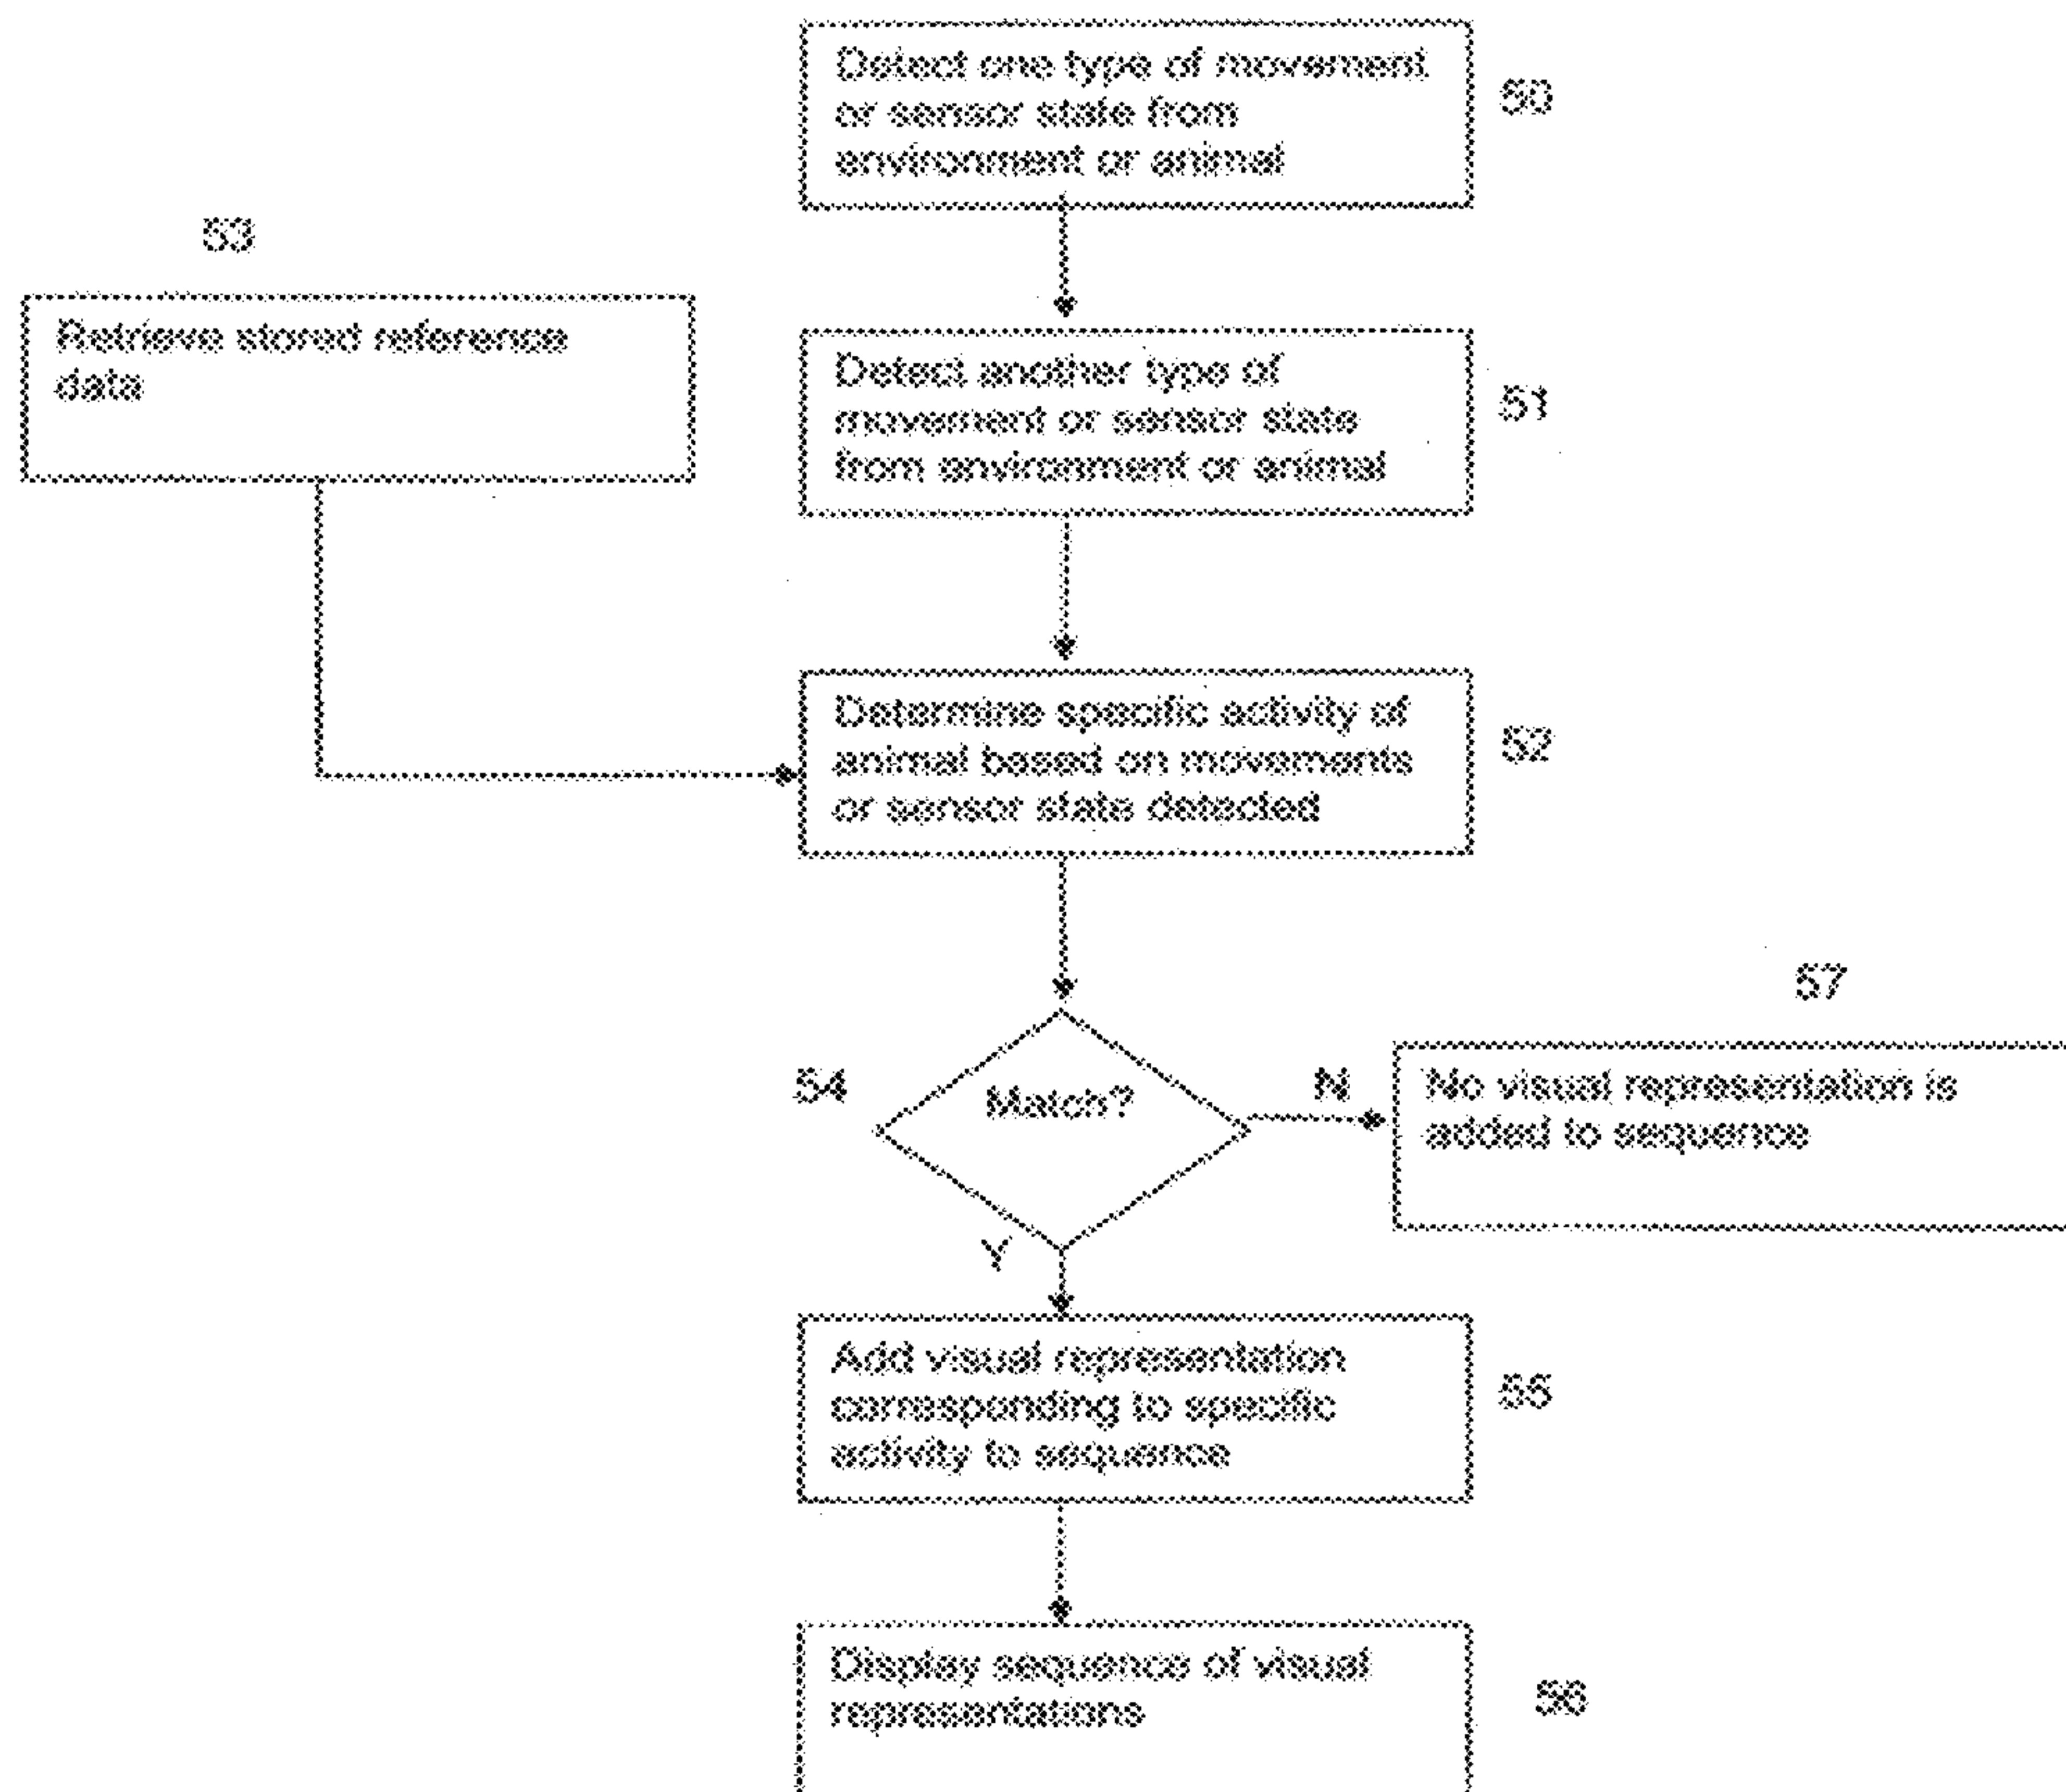 Detect one type of movement
or sensor state from
environment or animal
50
53
Retrieve stored reference
data
Detect another type of
movement or sensor state
from environment or animal
51
Determine specific activity of
animal based on movements
or sensor state detected
52
54
Match?
N
57
No visual representation is
added to sequence
Y
Add visual representation
corresponding to specific
activity to sequence
55
Display sequence of visual
representations
56